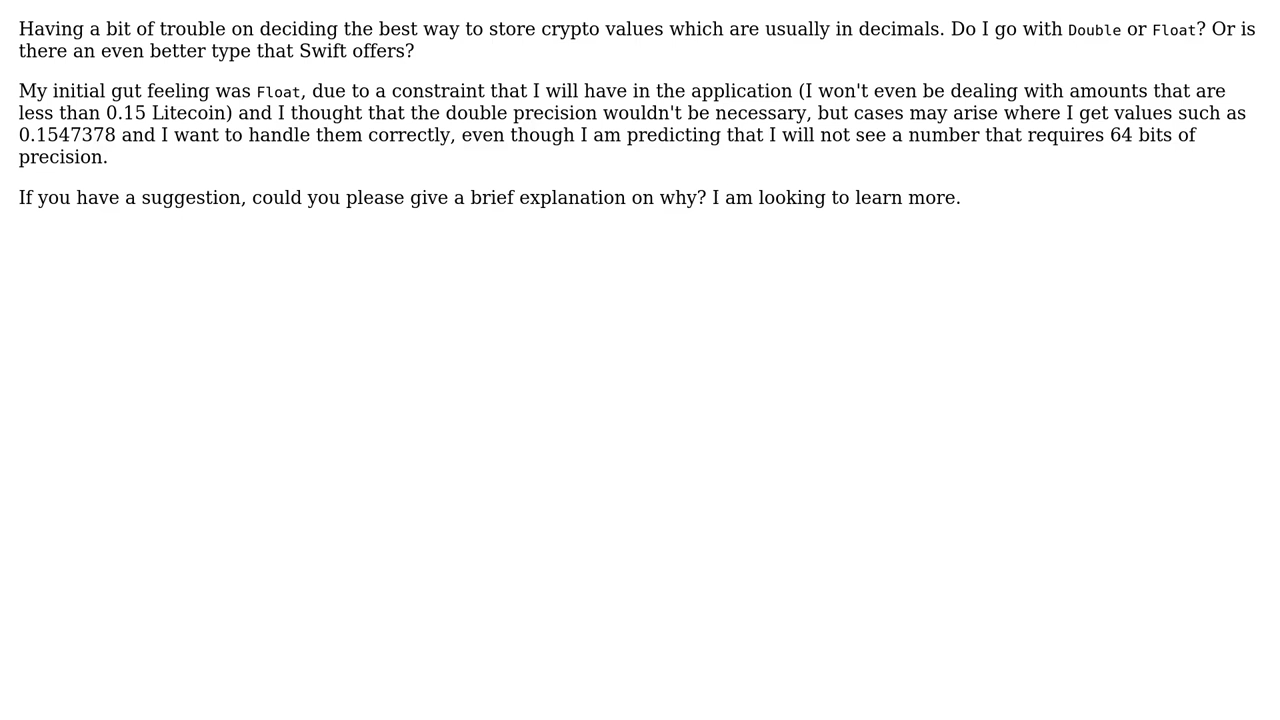 Having a bit of trouble on deciding the best way to store crypto values which are usually in decimals. Do I go with Double or Float? Or is
there an even better type that Swift offers?
My initial gut feeling was Float, due to a constraint that I will have in the application (I won't even be dealing with amounts that are
less than 0.15 Litecoin) and I thought that the double precision wouldn't be necessary, but cases may arise where I get values such as
0.1547378 and I want to handle them correctly, even though I am predicting that I will not see a number that requires 64 bits of
precision.
If you have a suggestion, could you please give a brief explanation on why? I am looking to learn more.